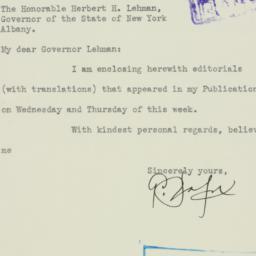 The Honorable Herbert H. Lehman,
Governor of the State of New York
Albany.
My dear Governor Lehman:
I am enclosing herewith editorials
(with translations) that appeared in my Publication
on Wednesday and Thursday of this week.
With kindest personal regards, believ
me
Sincerely yours,